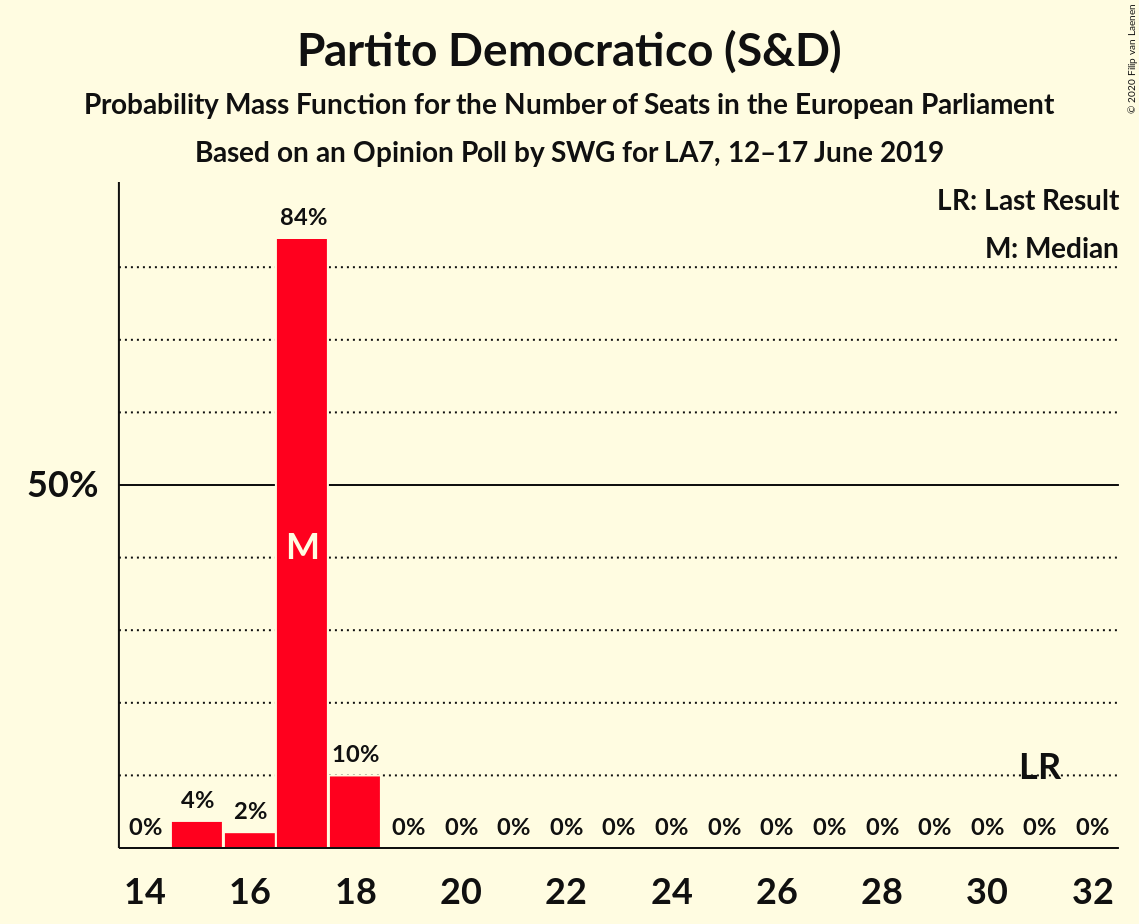 Partito Democratico (S&D)
Probability Mass Function for the Number of Seats in the European Parliament
Based on an Opinion Poll by SWG for LA7, 12–17 June 2019
© 2020 Filip van Laenen
LR: Last Result
M: Median
50%
0% 4% 2% 84% 10% 0% 0% 0% 0% 0% 0% 0% 0% 0% 0% 0% 0% 0% 0%
M
LR
14 16 18 20 22 24 26 28 30 32